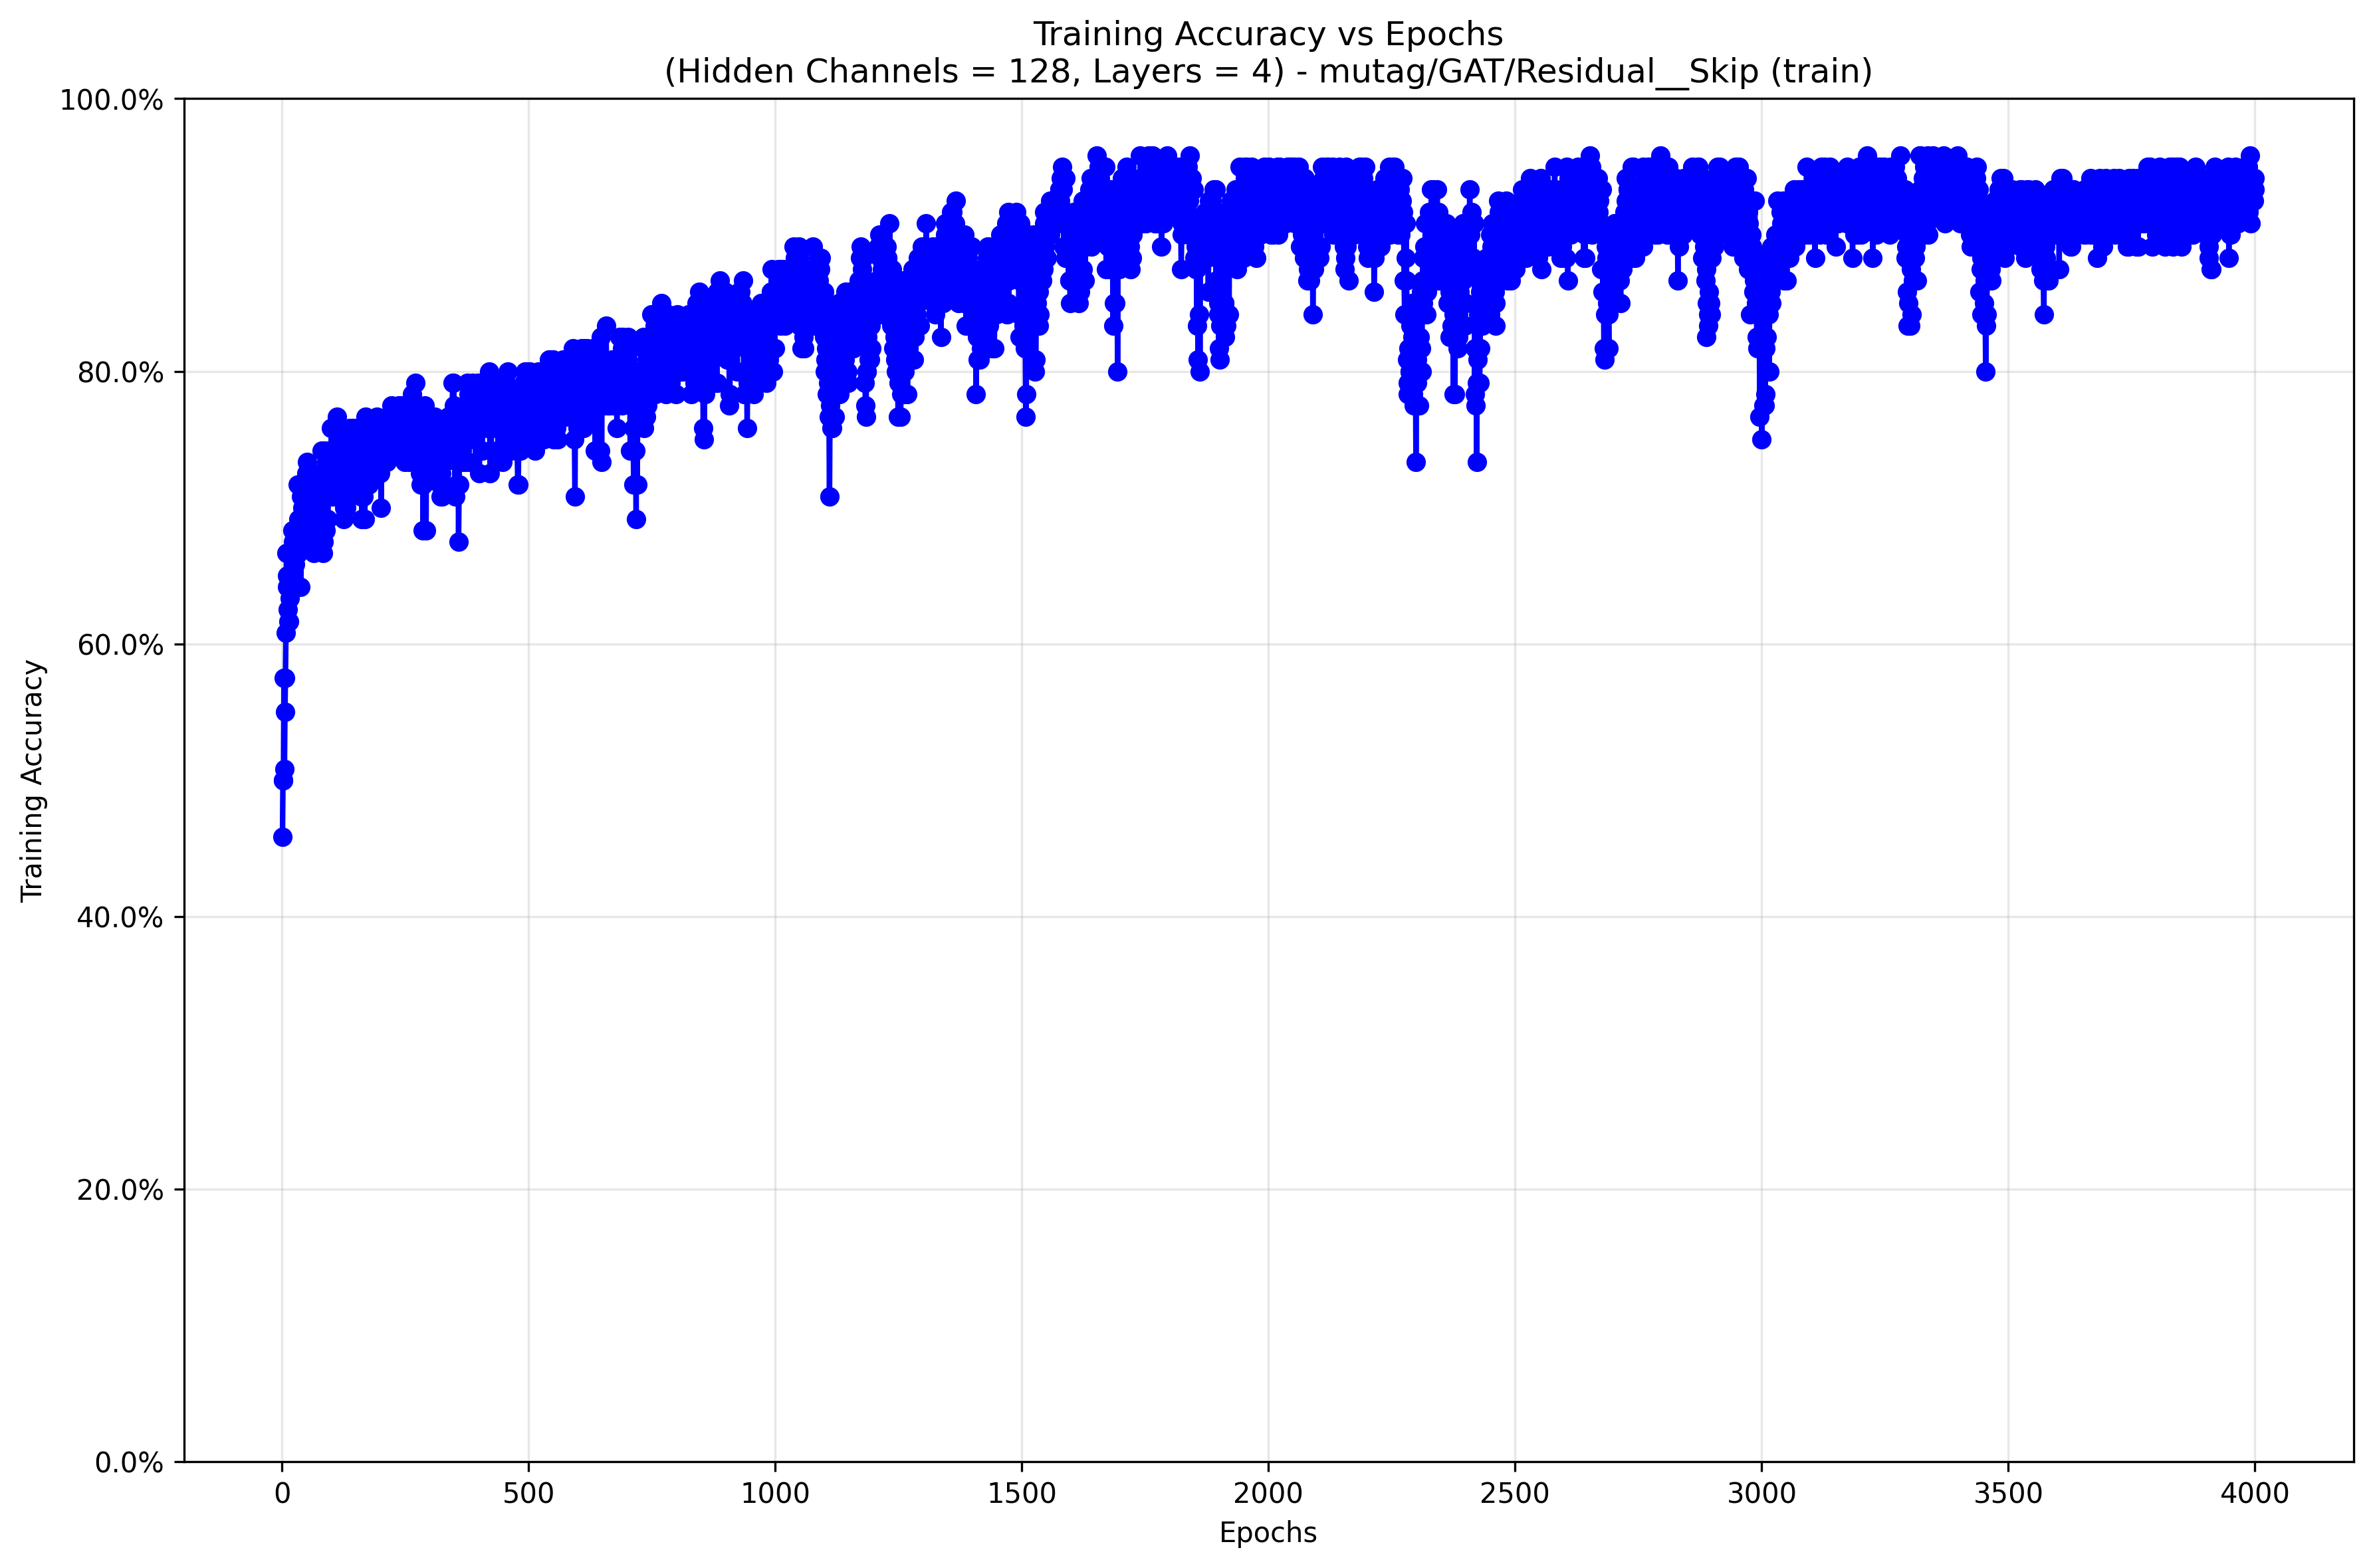 Training Accuracy vs Epochs
(Hidden Channels = 128, Layers = 4) - mutag/GAT/Residual__Skip (train)
100.0%
80.0%
60.0%
40.0%
20.0%
0.0%
Training Accuracy
0 500 1000 1500 2000 2500 3000 3500 4000
Epochs